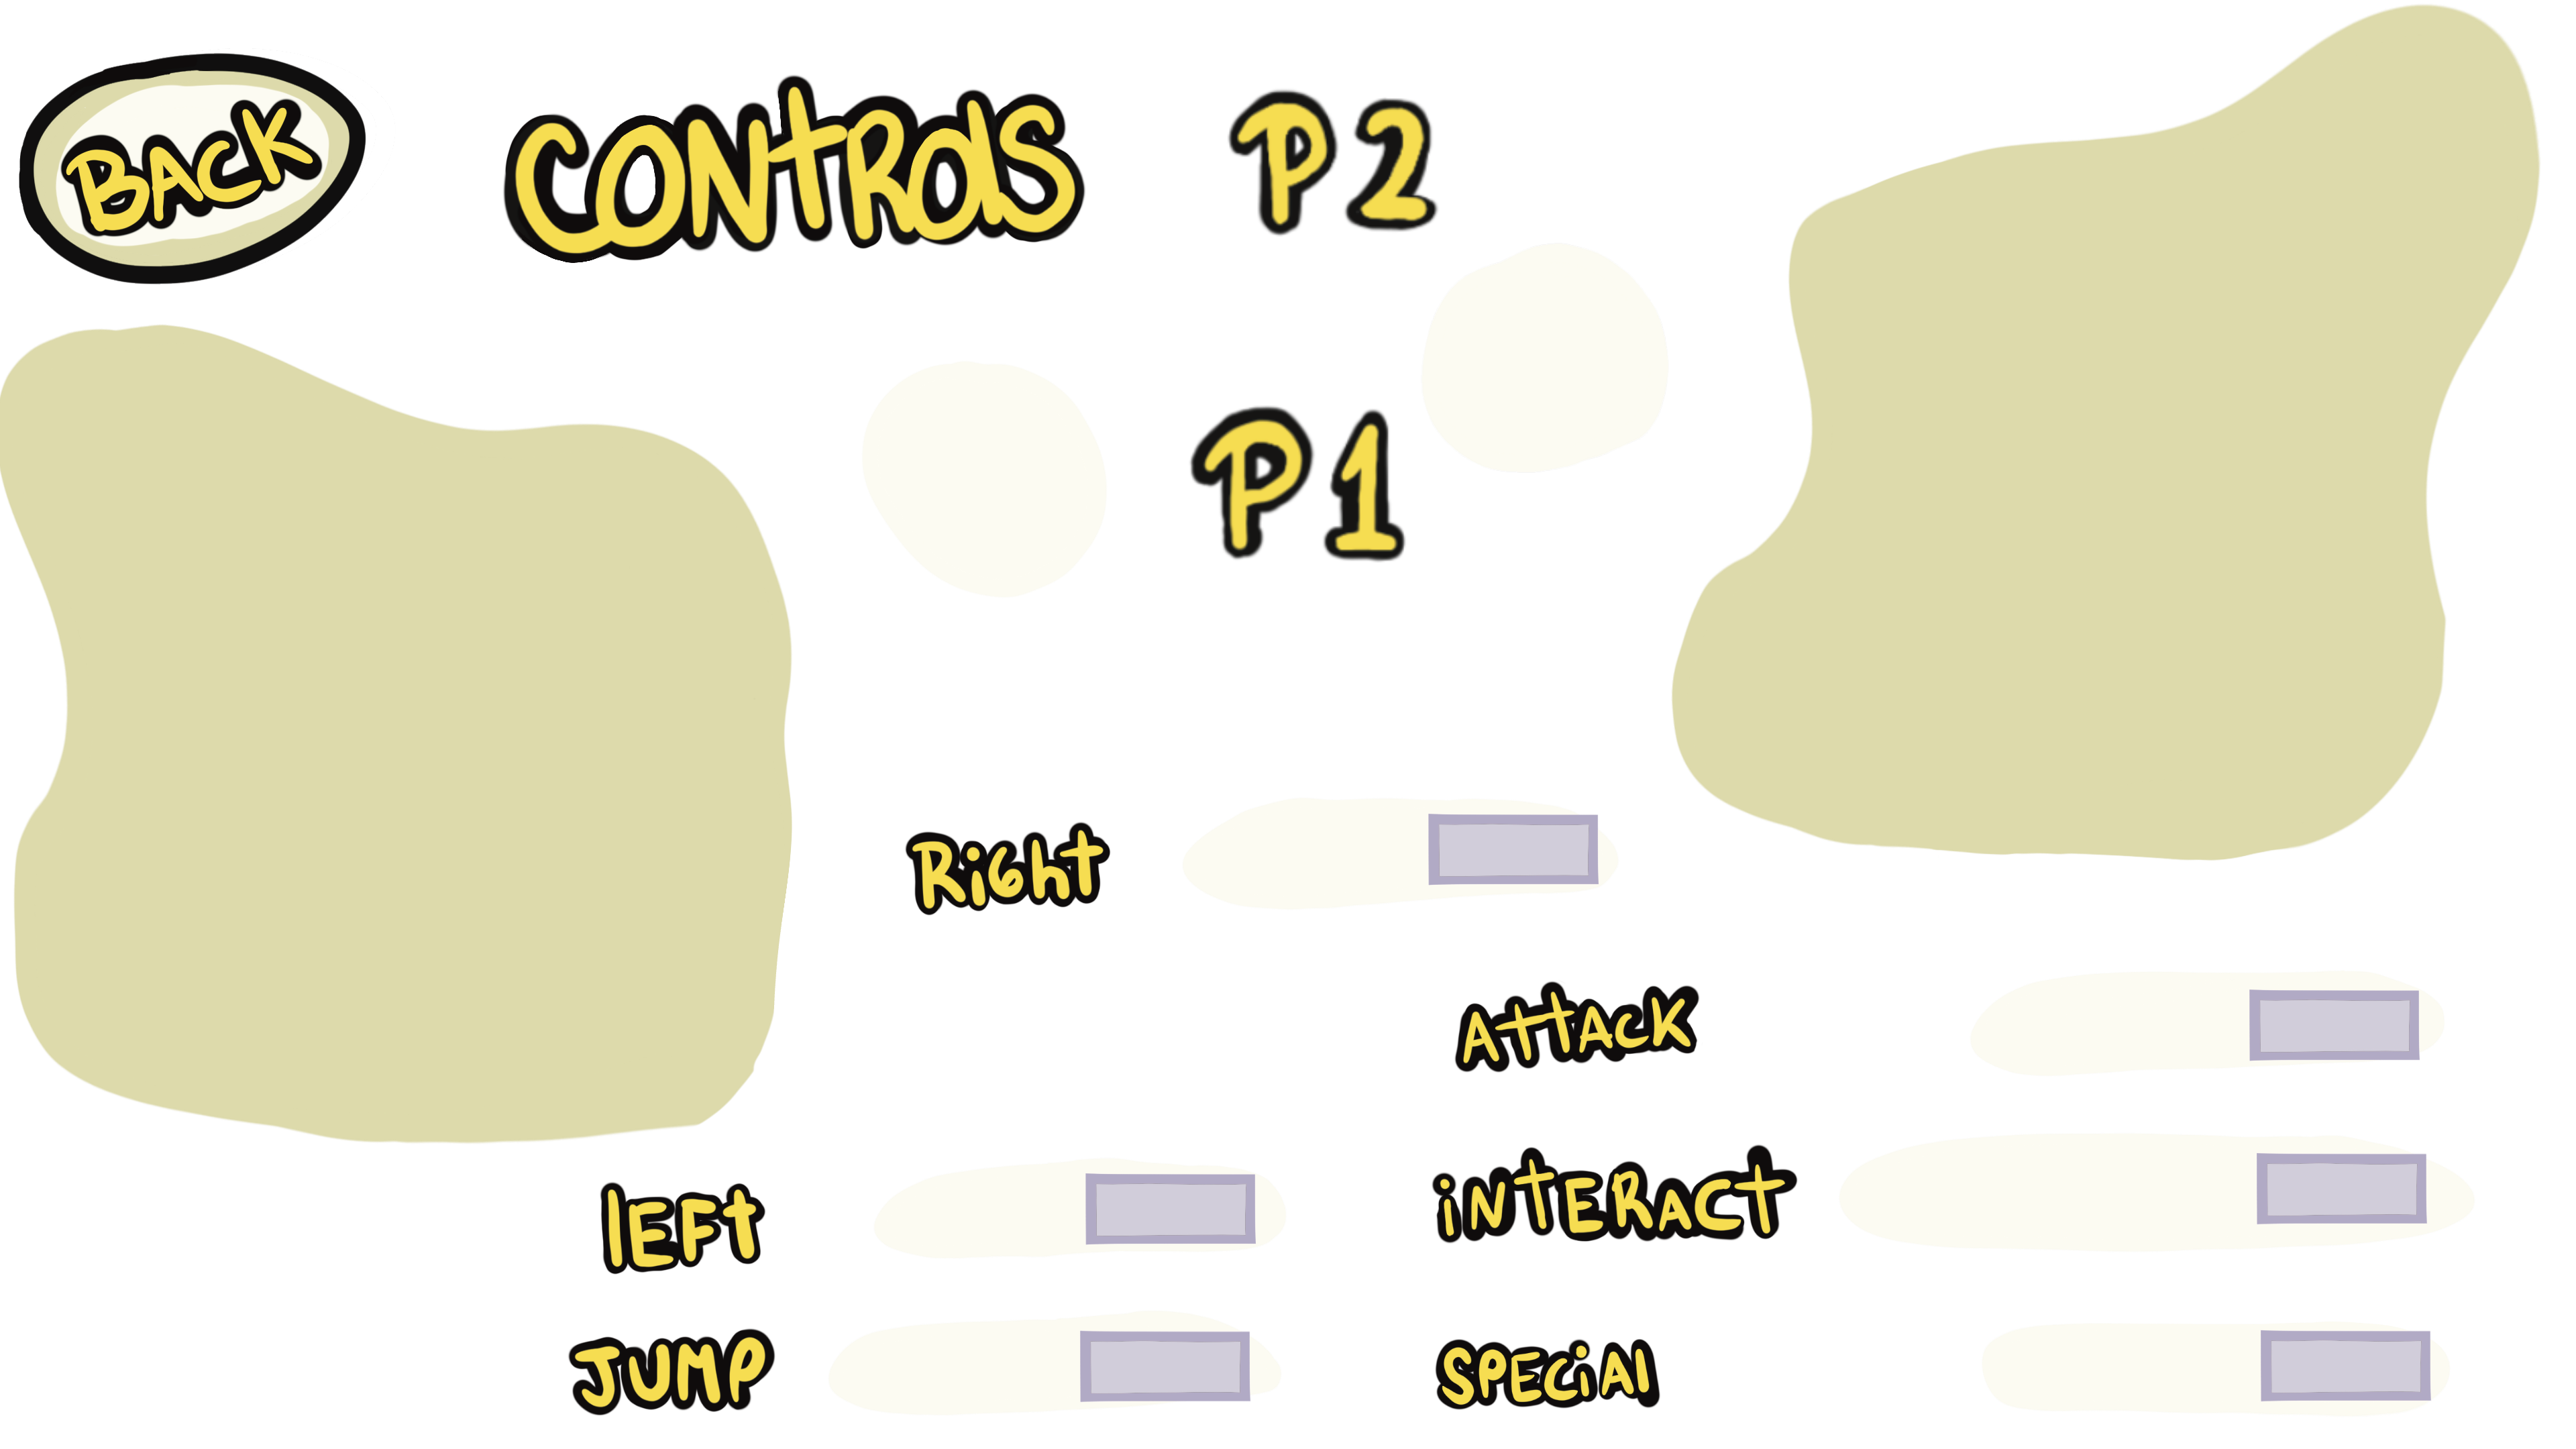 BACK
CONTROLS
P2
P1
RIGHT
ATTACK
LEFT
INTERACT
JUMP
SPECIAL